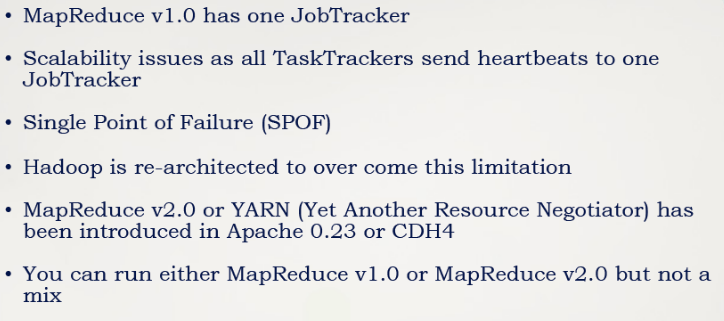 • MapReduce v1.0 has one JobTracker
• Scalability issues as all TaskTrackers send heartbeats to one
JobTracker
• Single Point of Failure (SPOF)
• Hadoop is re-architected to over come this limitation
• MapReduce v2.0 or YARN (Yet Another Resource Negotiator) has
been introduced in Apache 0.23 or CDH4
• You can run either MapReduce v1.0 or MapReduce v2.0 but not a
mix